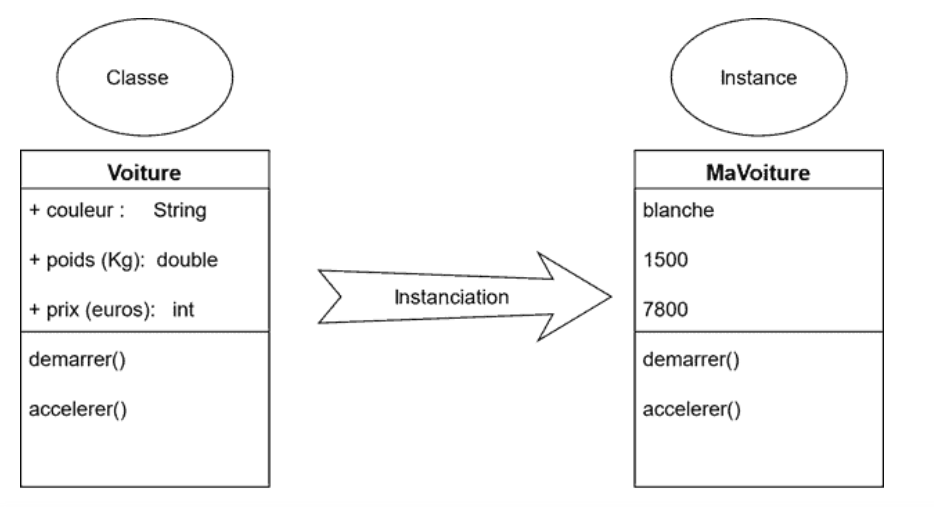 Classe
Voiture
+ couleur : String
+ poids (Kg): double
+ prix (euros): int
demarrer()
accelerer()
Instanciation
Instance
MaVoiture
blanche
1500
7800
demarrer()
accelerer()